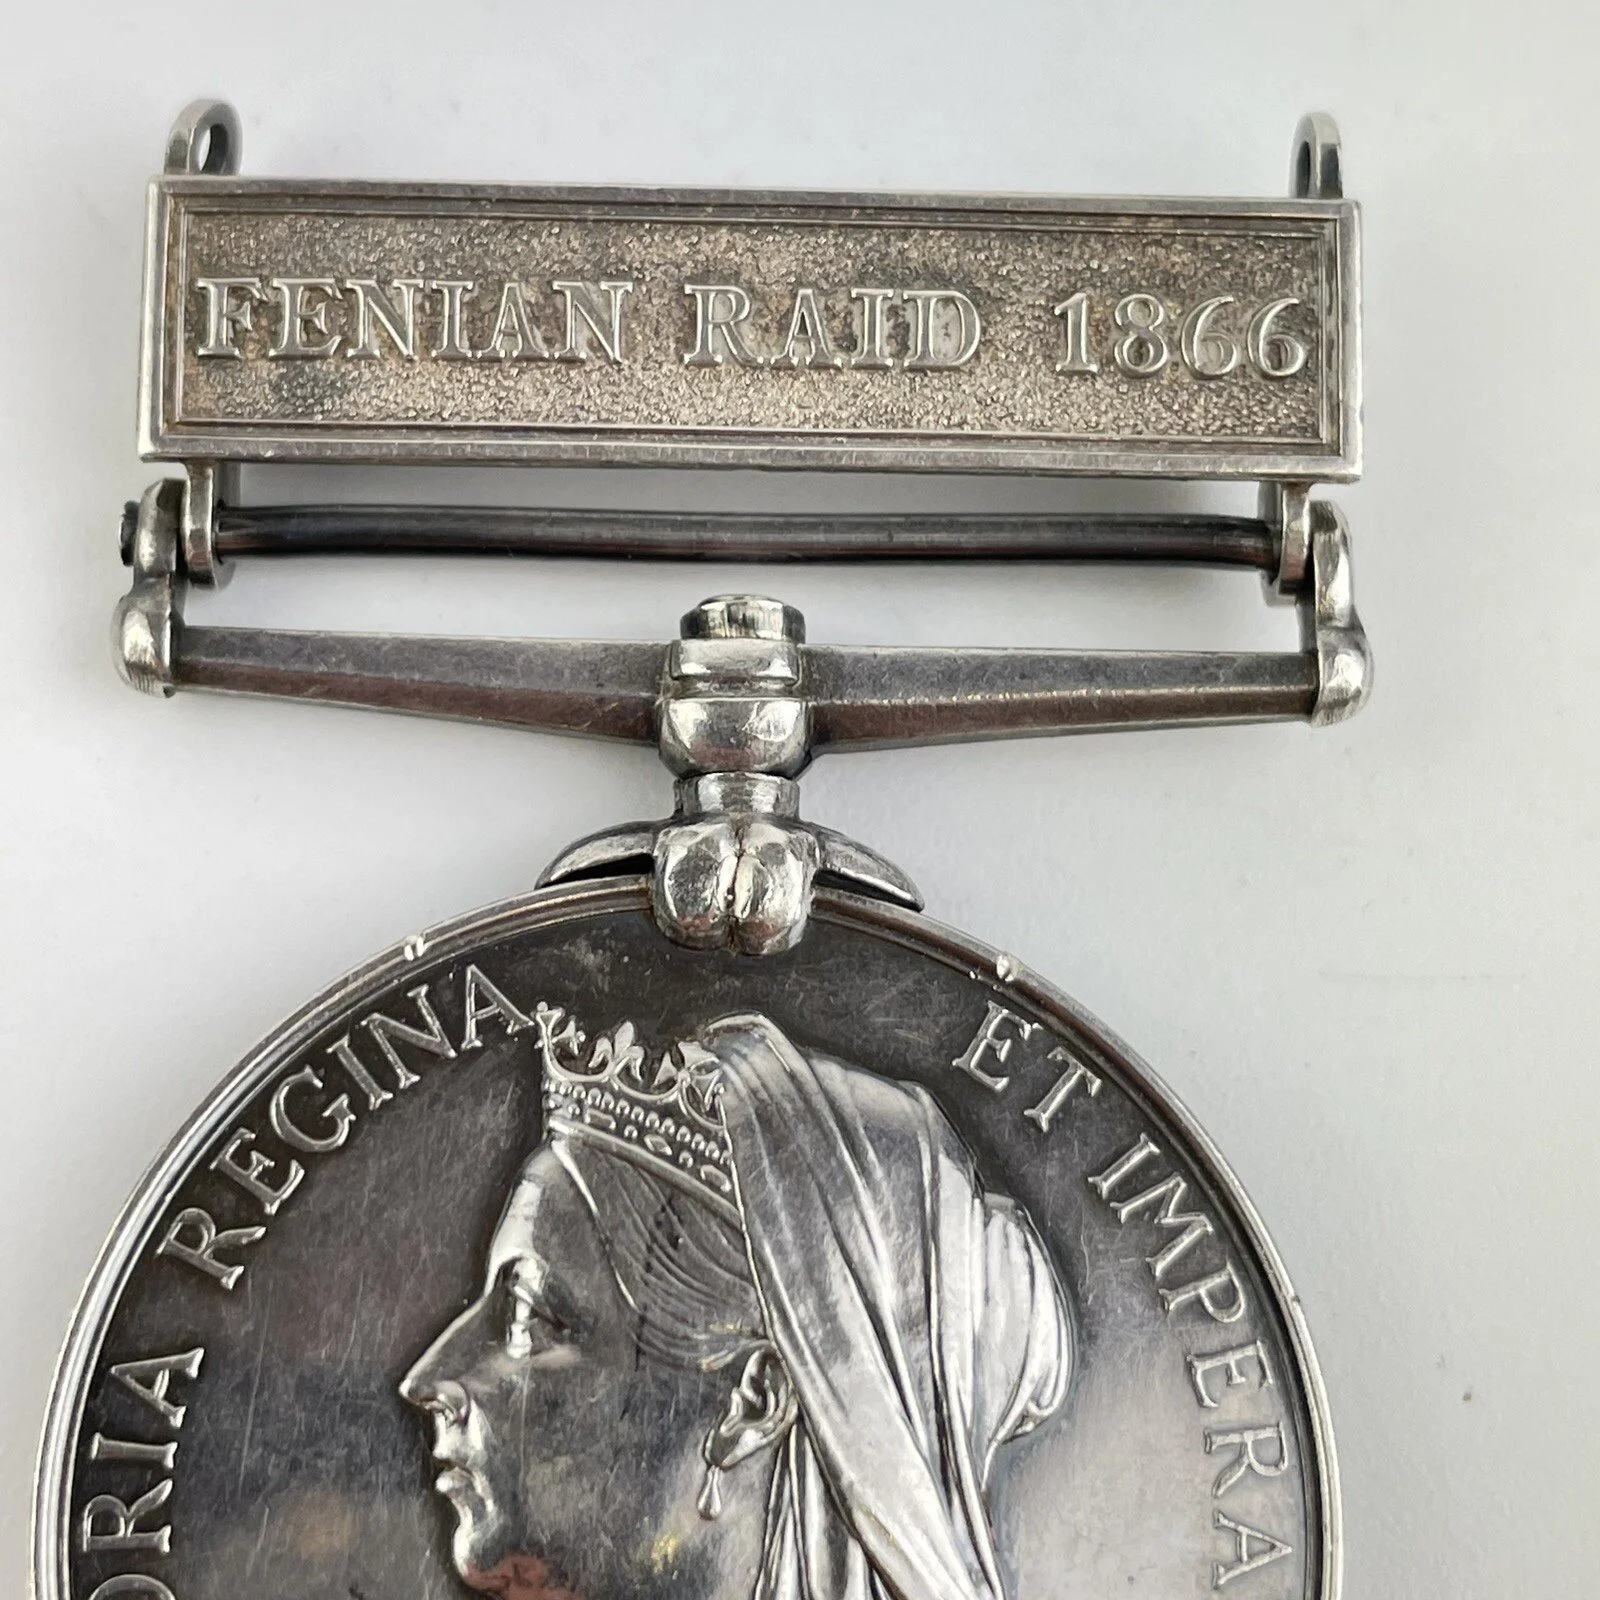 FENIAN RAID 1866
ORIA REGINA ET IMPERA